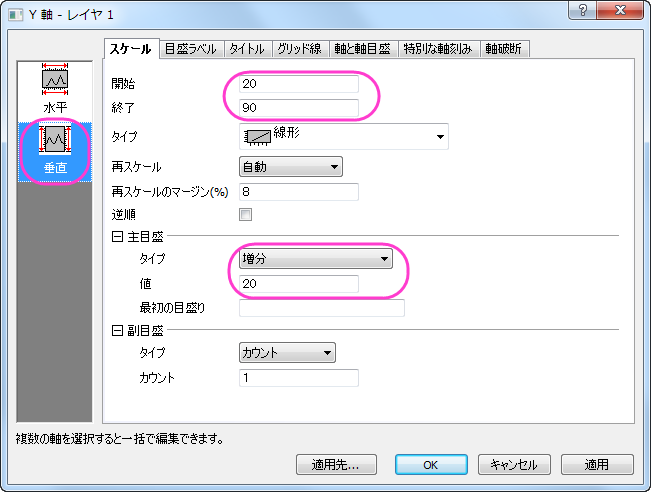 Y 軸 - レイヤ 1
スケール 目盛ラベル タイトル グリッド線 軸と軸目盛 特別な軸刻み 軸破断
水平
垂直
開始 20
終了 90
タイプ 線形
再スケール 自動
再スケールのマージン(%) 8
逆順
主目盛
タイプ 増分
値 20
最初の目盛り
副目盛
タイプ カウント
カウント 1
複数の軸を選択すると一括で編集できます。
適用先... OK キャンセル 適用